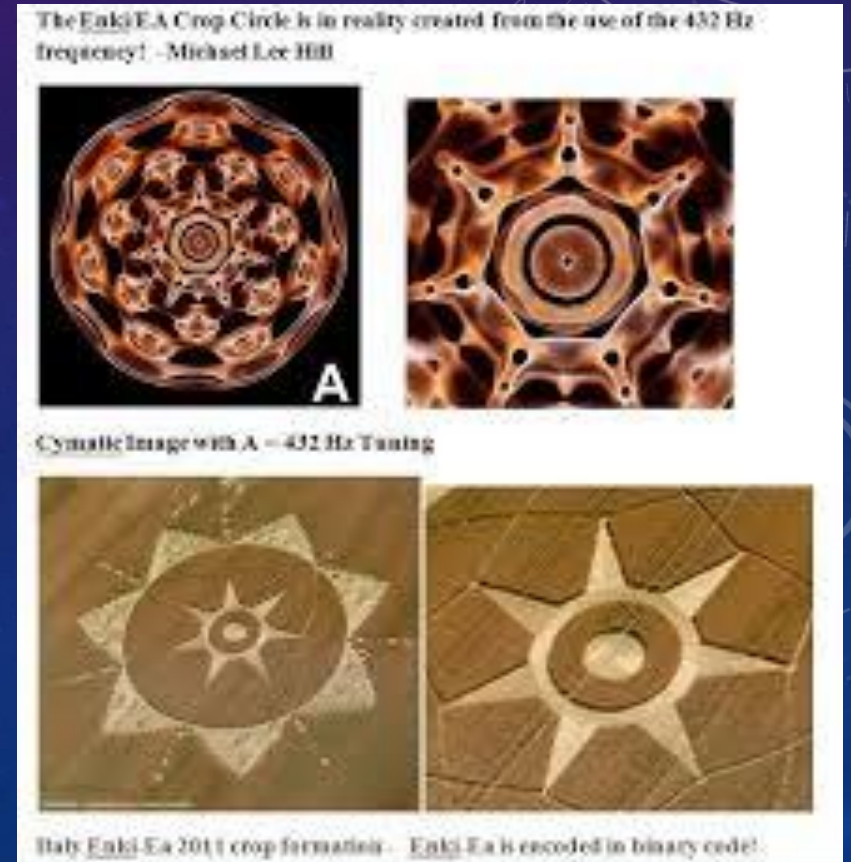 The Enki/EA Crop Circle is in reality created from the use of the 432 Hz
frequency! -Michael Lee Hill
A
Cymatic Image with A = 432 Hz Tuning
Italy Enki-Ea 2011 crop formation - Enki-Ea is encoded in binary code!